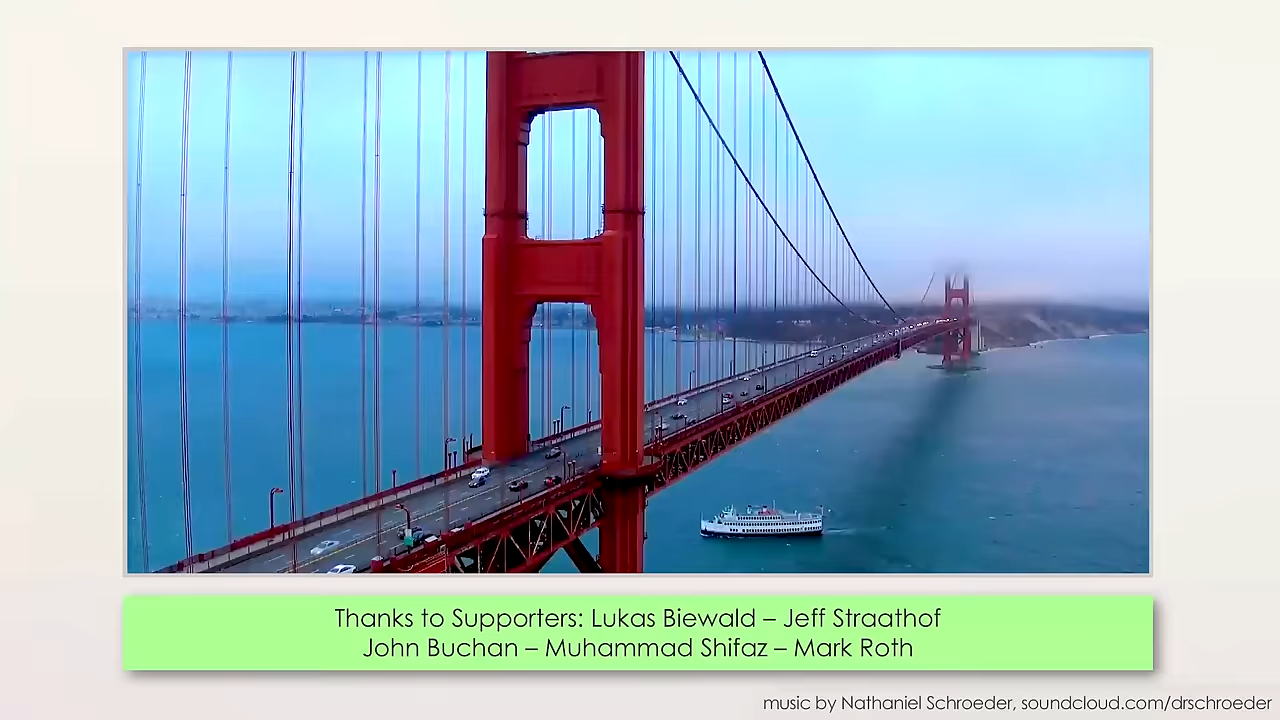 Thanks to Supporters: Lukas Biewald – Jeff Straathof
John Buchan – Muhammad Shifaz – Mark Roth
music by Nathaniel Schroeder, soundcloud.com/drschroeder